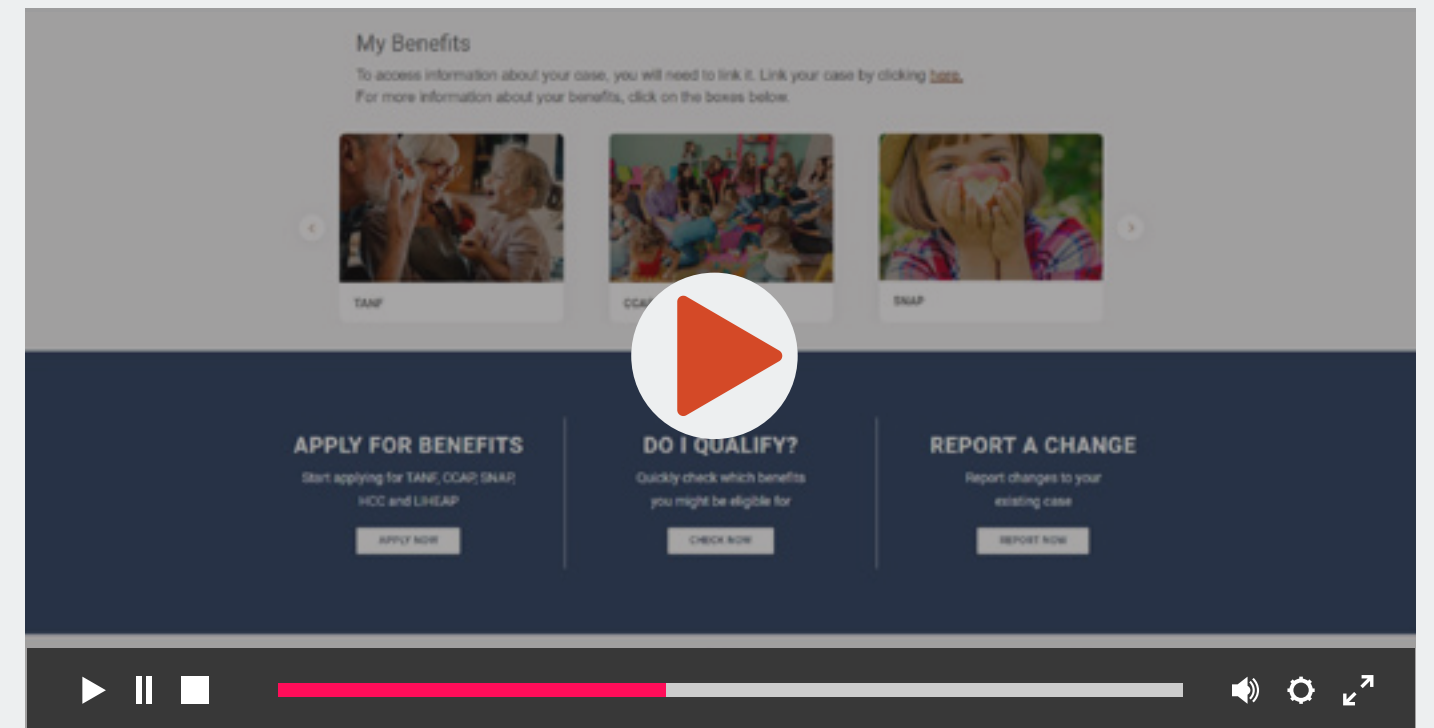 My Benefits
To access information about your case, you will need to link it. Link your case by clicking here.
For more information about your benefits, click on the boxes below.
TANF
SNAP
APPLY FOR BENEFITS
Start applying for TANF, CCAP, SNAP,
HCC and LIHEAP
APPLY NOW
DO I QUALIFY?
Quickly check which benefits
you might be eligible for
CHECK NOW
REPORT A CHANGE
Report changes to your
existing case
REPORT NOW